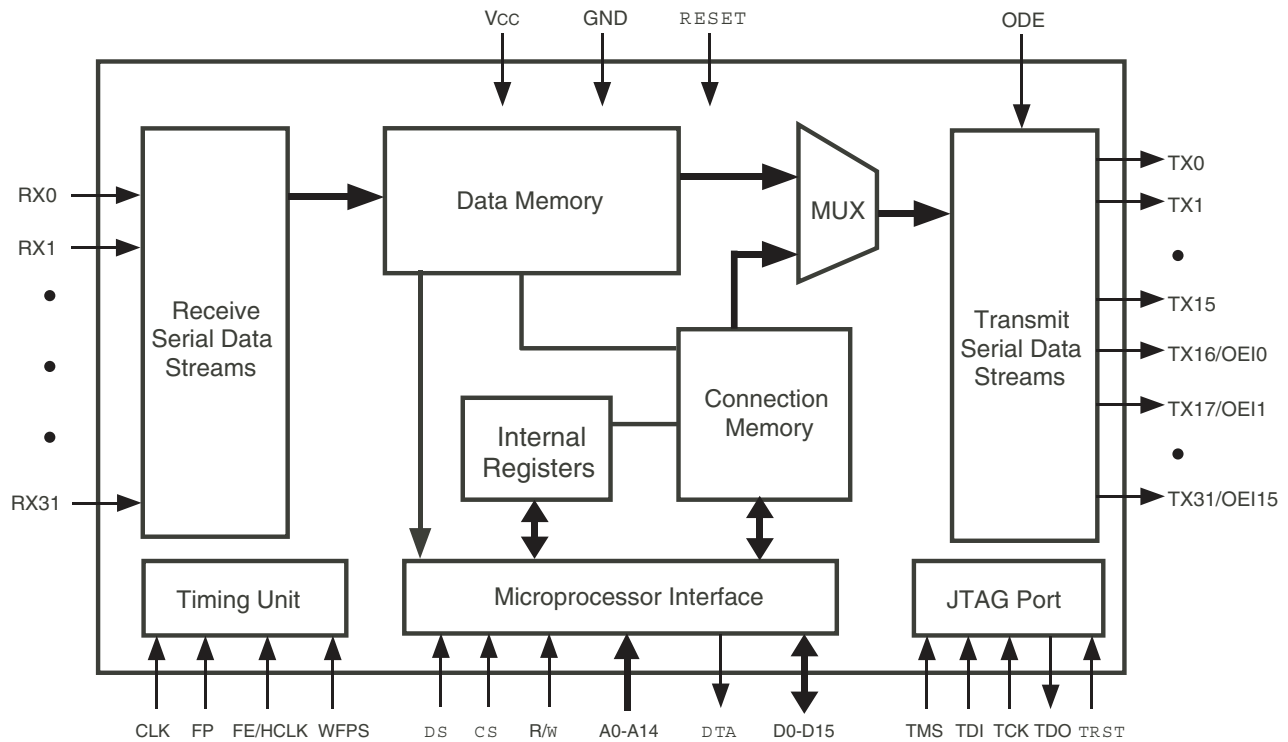 VCC GND RESET ODE
RX0
RX1
RX31
Receive
Serial Data
Streams
Data Memory
MUX
Internal
Registers
Connection
Memory
Transmit
Serial Data
Streams
TX0
TX1
TX15
TX16/OEI0
TX17/OEI1
TX31/OEI15
Timing Unit
Microprocessor Interface
JTAG Port
CLK FP FE/HCLK WFPS DS CS R/W A0-A14 DTA D0-D15 TMS TDI TCK TDO TRST